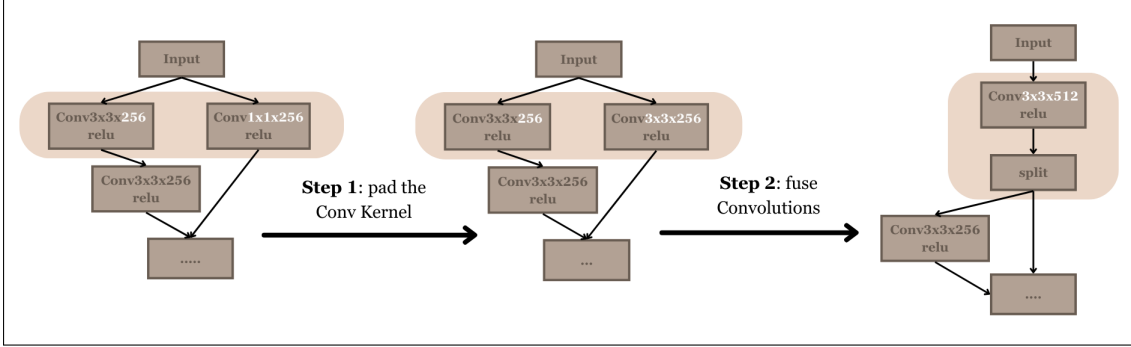 Input
Conv3x3x256
relu
Conv1x1x256
relu
Conv3x3x256
relu
.....
Step 1: pad the
Conv Kernel
Input
Conv3x3x256
relu
Conv3x3x256
relu
Conv3x3x256
relu
...
Step 2: fuse
Convolutions
Input
Conv3x3x512
relu
split
Conv3x3x256
relu
....